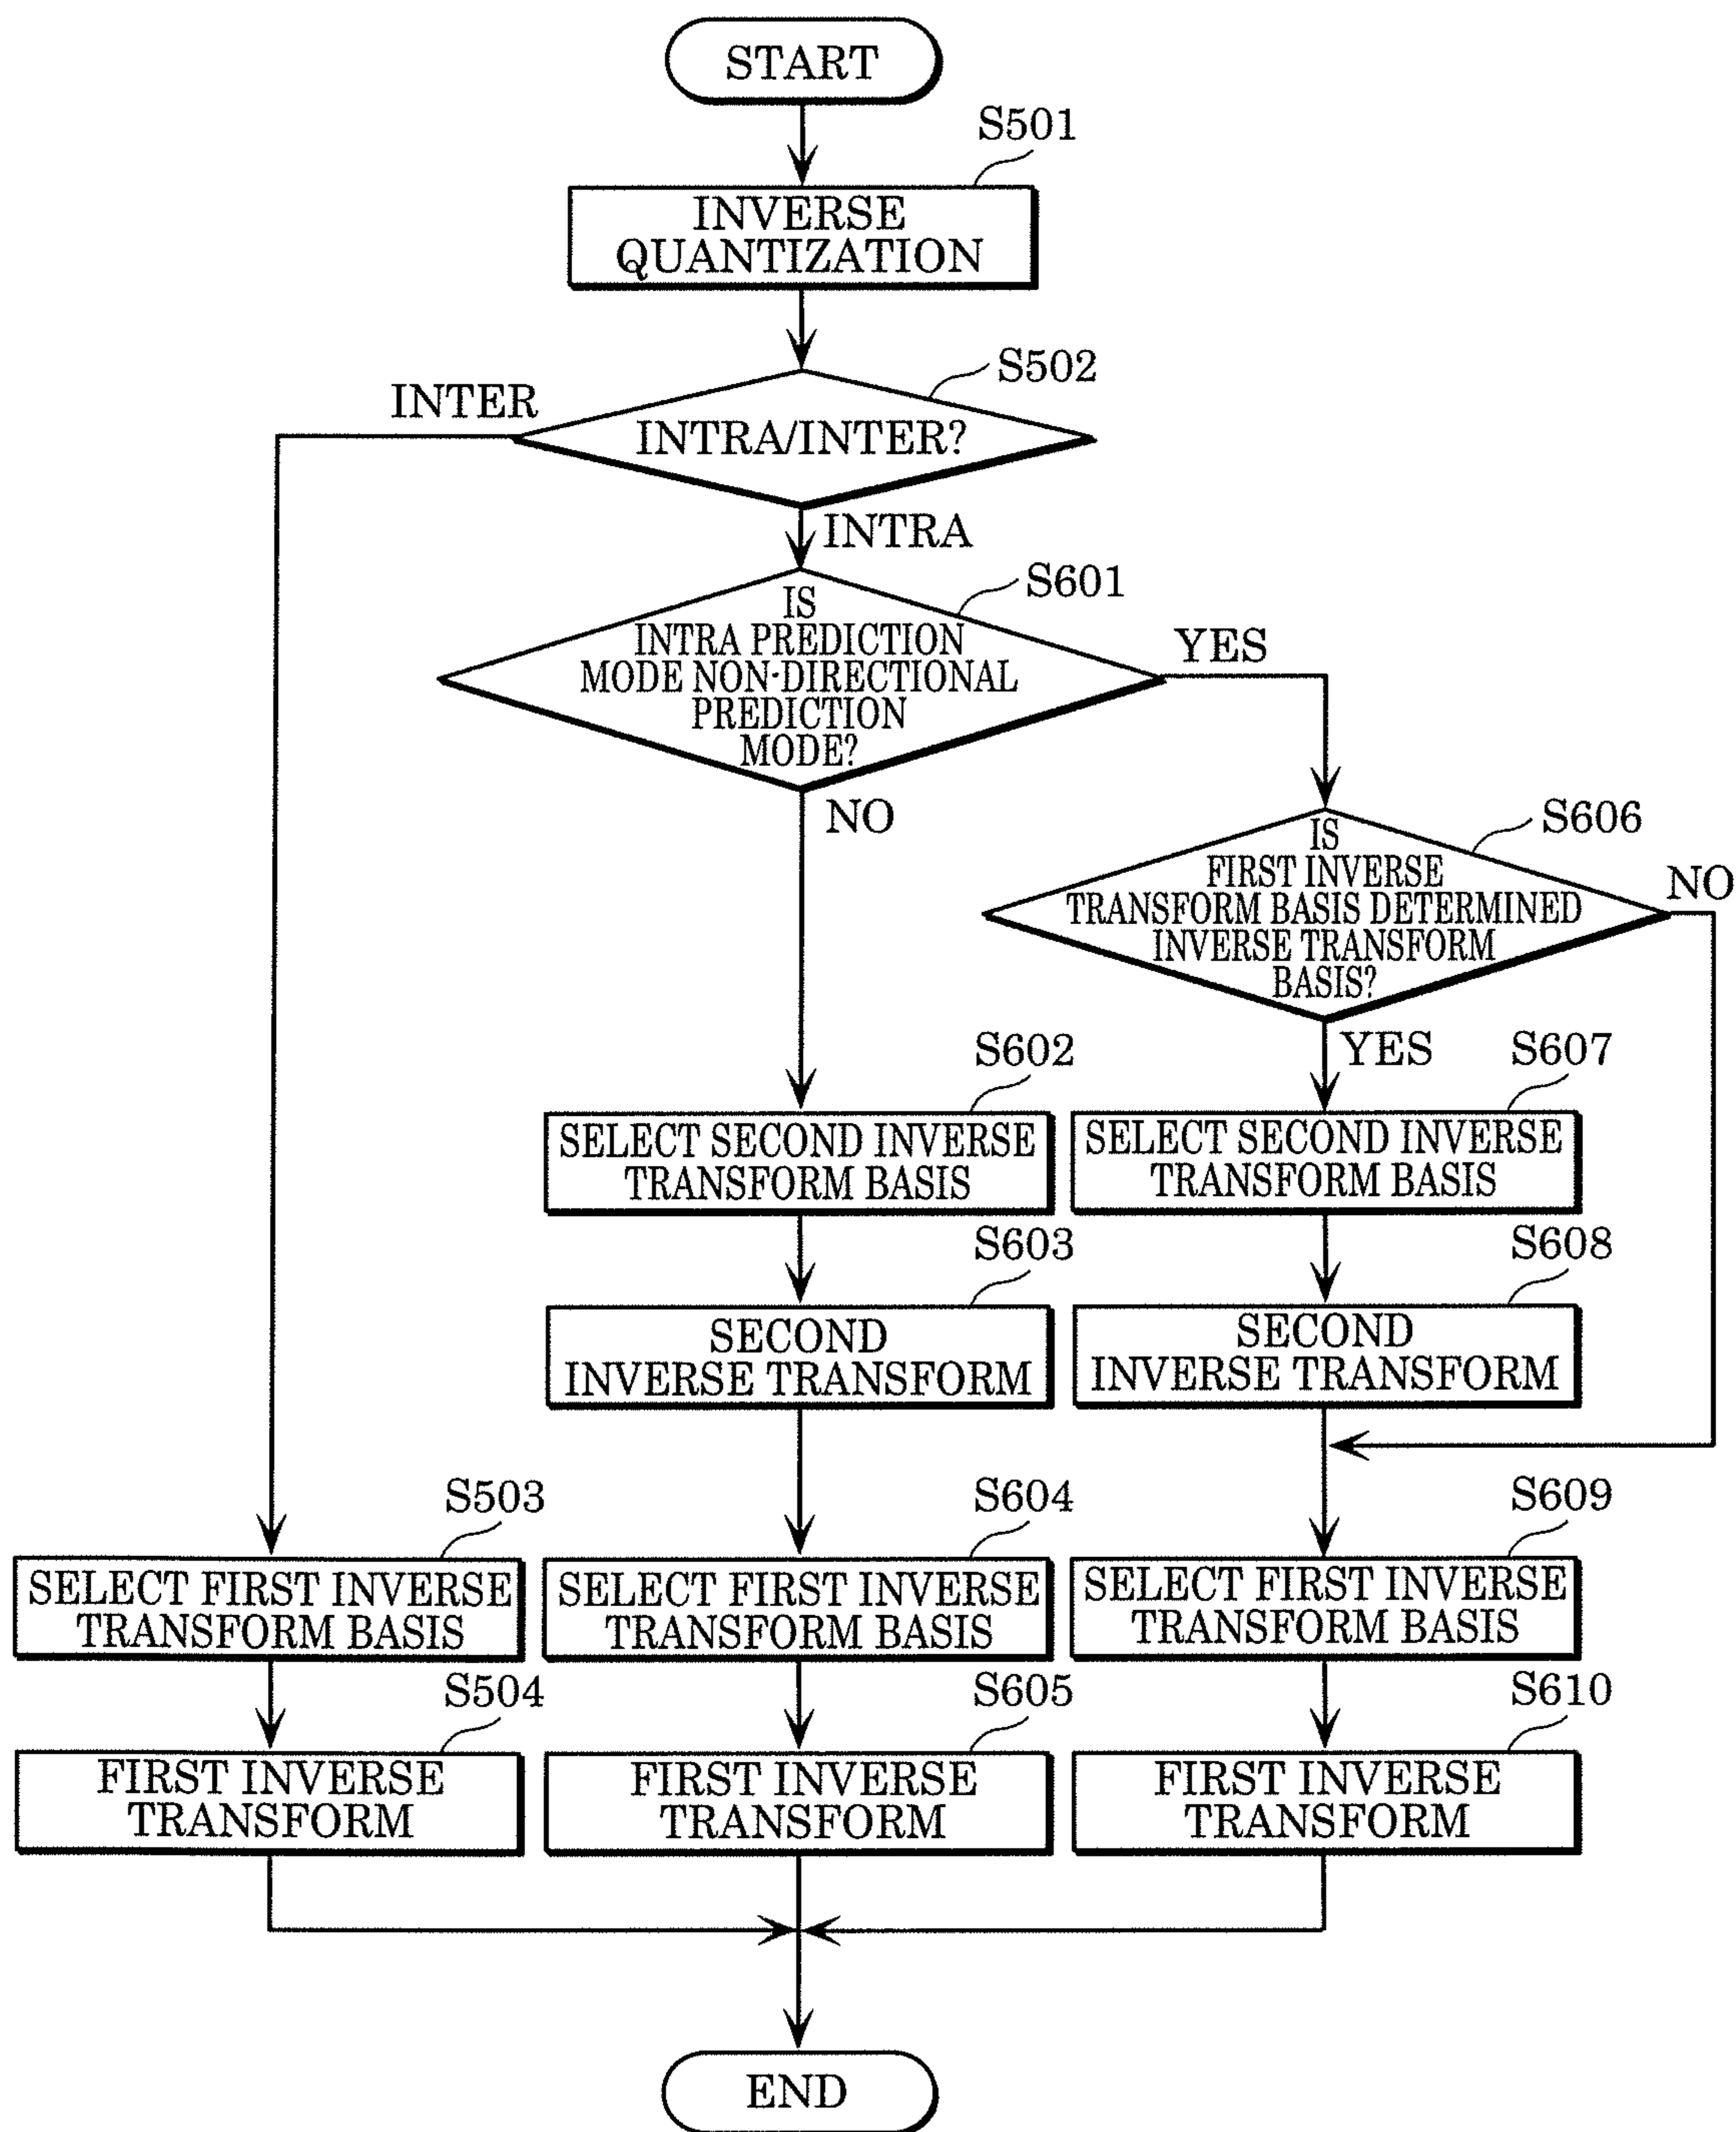 START
S501
INVERSE
QUANTIZATION
S502
INTER
INTRA/INTER?
INTRA
S601
IS
INTRA PREDICTION
MODE NON-DIRECTIONAL
PREDICTION
MODE?
YES
NO
S606
IS
FIRST INVERSE
TRANSFORM BASIS DETERMINED
INVERSE TRANSFORM
BASIS?
NO
YES
S602
SELECT SECOND INVERSE
TRANSFORM BASIS
S607
SELECT SECOND INVERSE
TRANSFORM BASIS
S603
SECOND
INVERSE TRANSFORM
S608
SECOND
INVERSE TRANSFORM
S503
SELECT FIRST INVERSE
TRANSFORM BASIS
S604
SELECT FIRST INVERSE
TRANSFORM BASIS
S609
SELECT FIRST INVERSE
TRANSFORM BASIS
S504
FIRST INVERSE
TRANSFORM
S605
FIRST INVERSE
TRANSFORM
S610
FIRST INVERSE
TRANSFORM
END